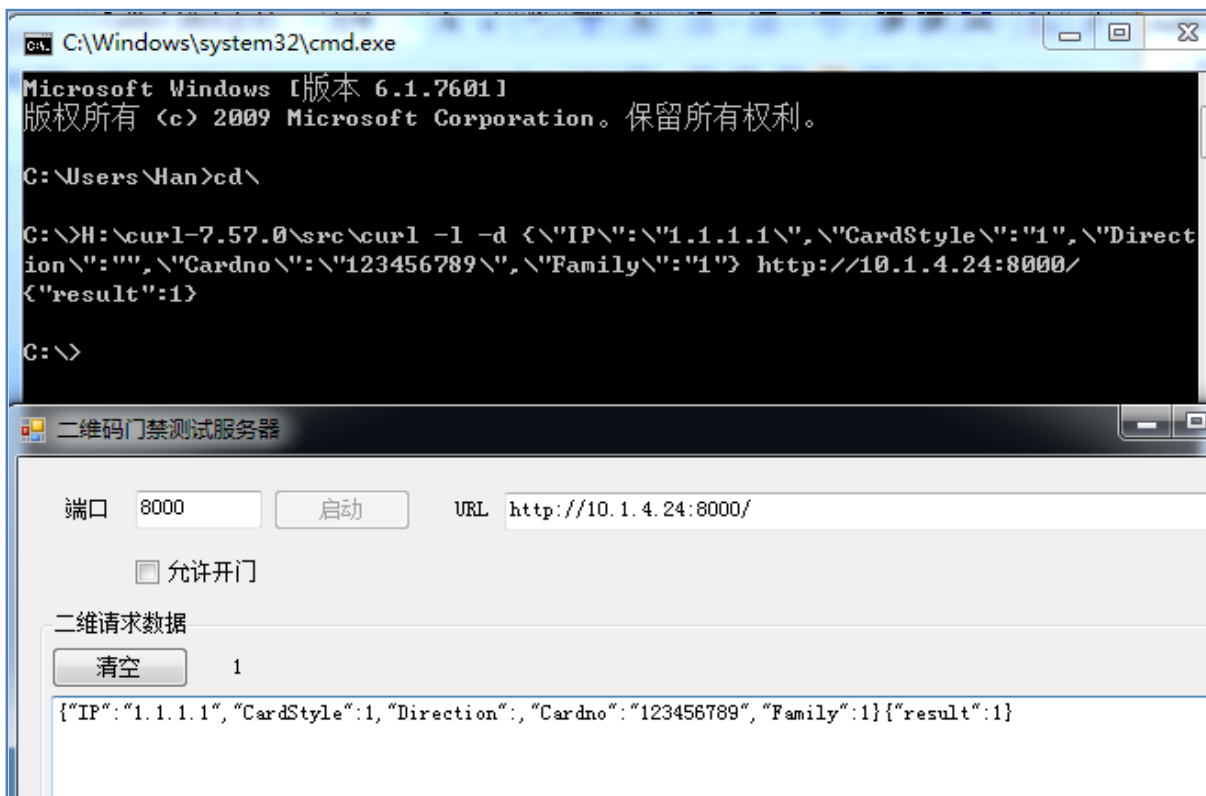 C:\Windows\system32\cmd.exe
Microsoft Windows [版本 6.1.7601]
版权所有 (c) 2009 Microsoft Corporation。保留所有权利。
C:\Users\Han>cd\
C:\>H:\curl-7.57.0\src\curl -l -d {\"IP\":\"1.1.1.1\",\"CardStyle\":"1",\"Direct
ion\":"",\"Cardno\":\"123456789\",\"Family\":"1"} http://10.1.4.24:8000/
{"result":1}
C:\>
二维码门禁测试服务器
端口 8000 启动 URL http://10.1.4.24:8000/
允许开门
二维请求数据
清空 1
{"IP":"1.1.1.1","CardStyle":1,"Direction":,"Cardno":"123456789","Family":1}{"result":1}